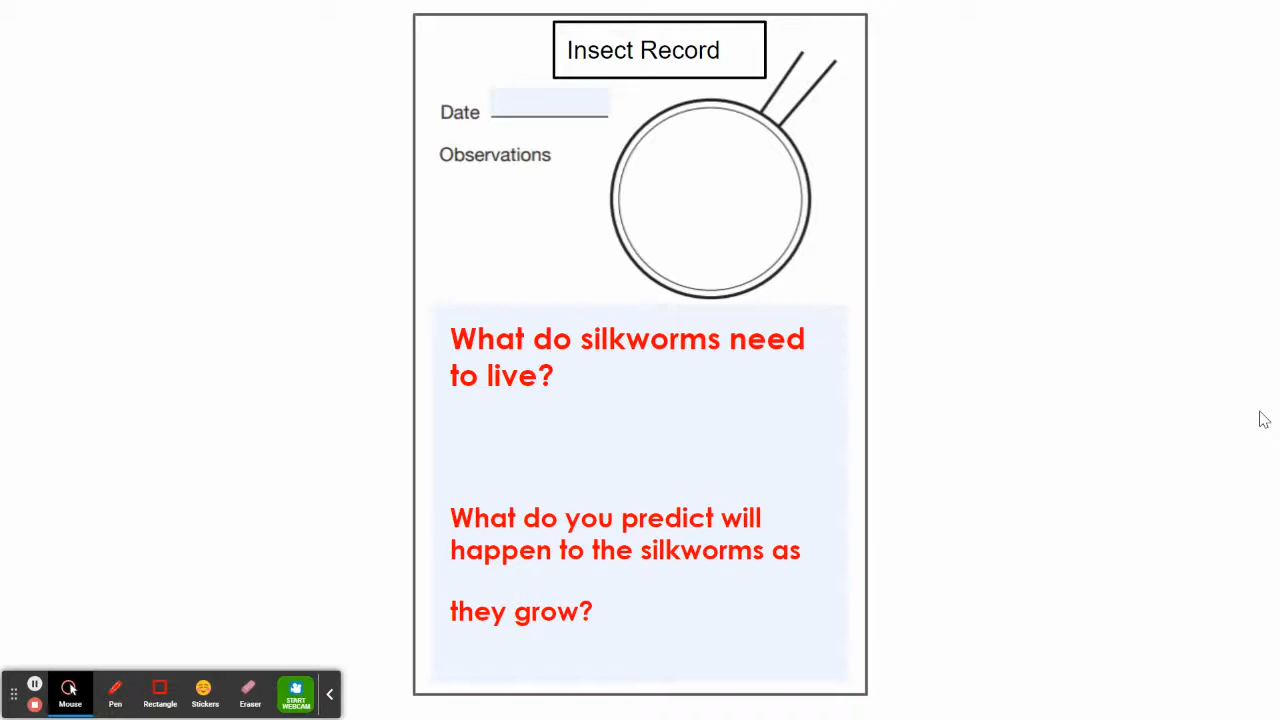 Insect Record
Date
Observations
What do silkworms need
to live?
What do you predict will
happen to the silkworms as
they grow?
Mouse
Pen
Rectangle
Stickers
Eraser
START
WEBCAM